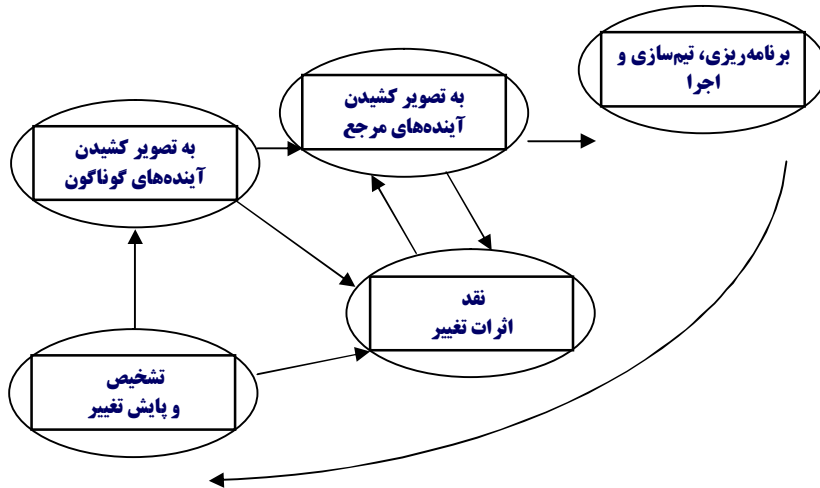 برنامه‌ریزی، تیم‌سازی و
اجرا
به تصویر کشیدن
آینده‌های مرجع
به تصویر کشیدن
آینده‌های گوناگون
نقد
اثرات تغییر
تشخیص
و پایش تغییر